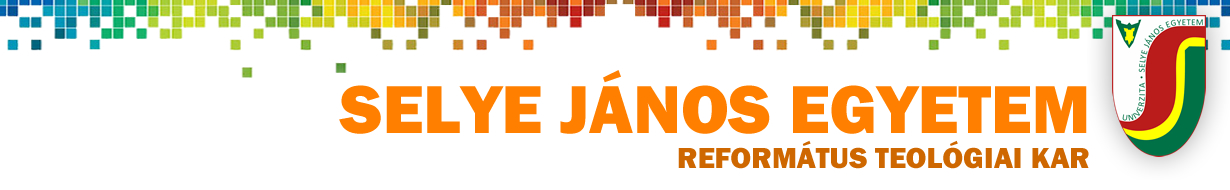 SELYE JÁNOS EGYETEM
REFORMÁTUS TEOLÓGIAI KAR
UNIVERZITA • SELYE JÁNOS EGYETEM